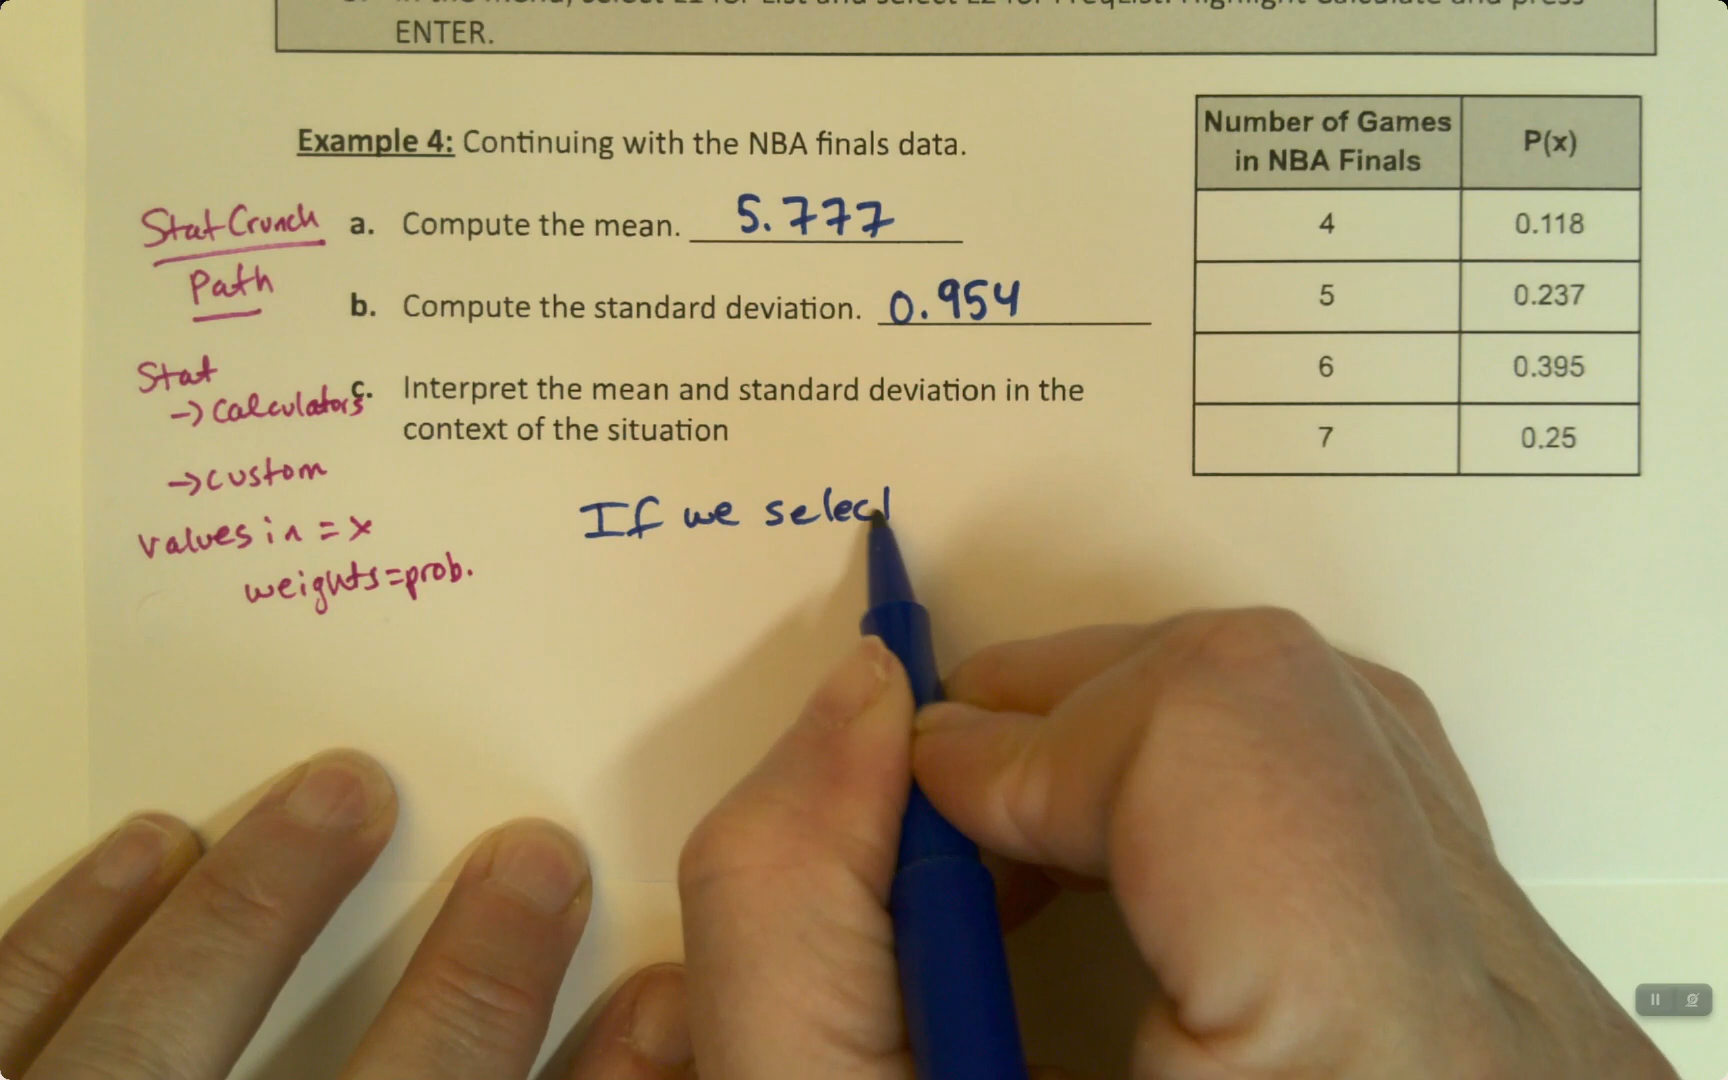 ENTER.
Example 4: Continuing with the NBA finals data.
StatCrunch
Path
a. Compute the mean. 5.777
b. Compute the standard deviation. 0.954
Stat
→ calculators
→ custom
values in = x
weights = prob.
c. Interpret the mean and standard deviation in the
context of the situation
If we select
Number of Games in NBA Finals P(x)
4 0.118
5 0.237
6 0.395
7 0.25